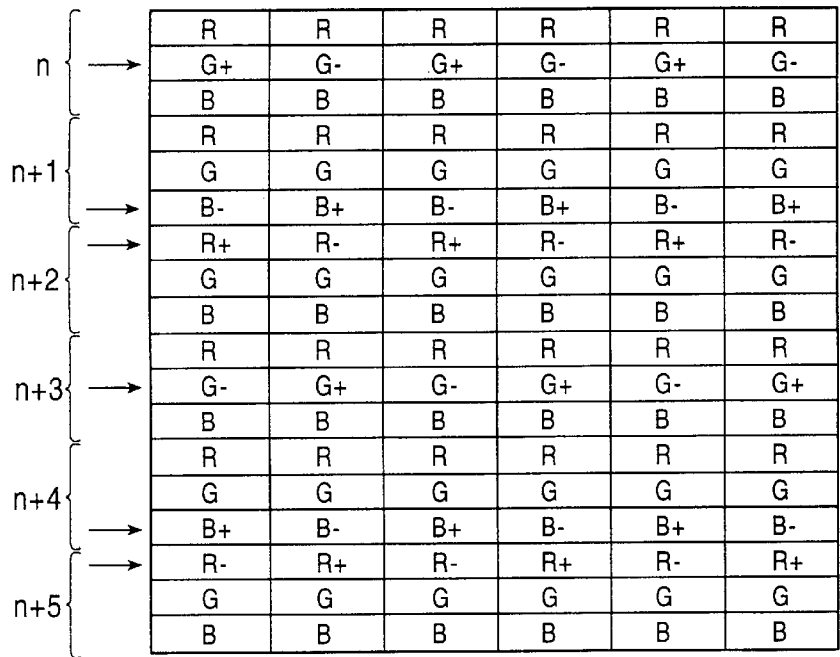 R R R R R R
n G+ G- G+ G- G+ G-
B B B B B B
R R R R R R
n+1 G G G G G G
B- B+ B- B+ B- B+
R+ R- R+ R- R+ R-
n+2 G G G G G G
B B B B B B
R R R R R R
n+3 G- G+ G- G+ G- G+
B B B B B B
R R R R R R
n+4 G G G G G G
B+ B- B+ B- B+ B-
R- R+ R- R+ R- R+
n+5 G G G G G G
B B B B B B